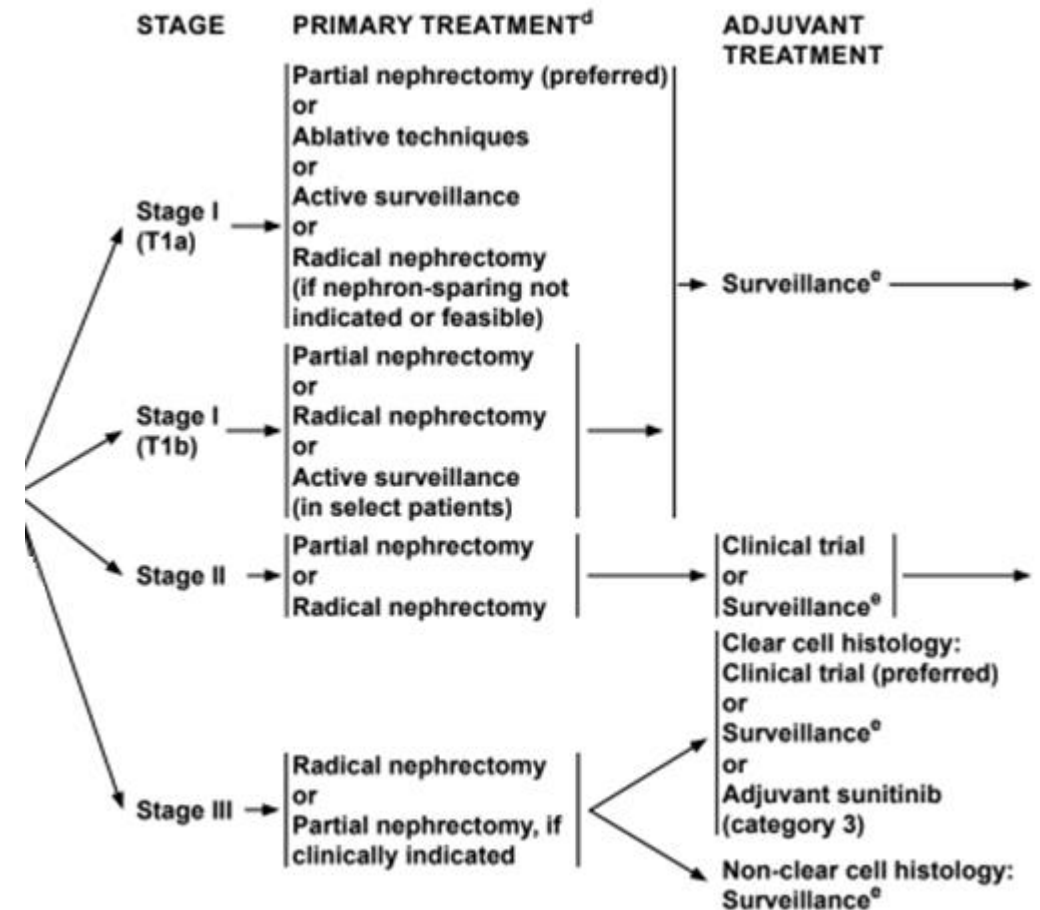 STAGE
PRIMARY TREATMENTᵈ
ADJUVANT
TREATMENT
Stage I
(T1a)
Partial nephrectomy (preferred)
or
Ablative techniques
or
Active surveillance
or
Radical nephrectomy
(if nephron-sparing not
indicated or feasible)
Stage I
(T1b)
Partial nephrectomy
or
Radical nephrectomy
or
Active surveillance
(in select patients)
Surveillanceᵉ
Stage II
Partial nephrectomy
or
Radical nephrectomy
Clinical trial
or
Surveillanceᵉ
Stage III
Radical nephrectomy
or
Partial nephrectomy, if
clinically indicated
Clear cell histology:
Clinical trial (preferred)
or
Surveillanceᵉ
or
Adjuvant sunitinib
(category 3)
Non-clear cell histology:
Surveillanceᵉ